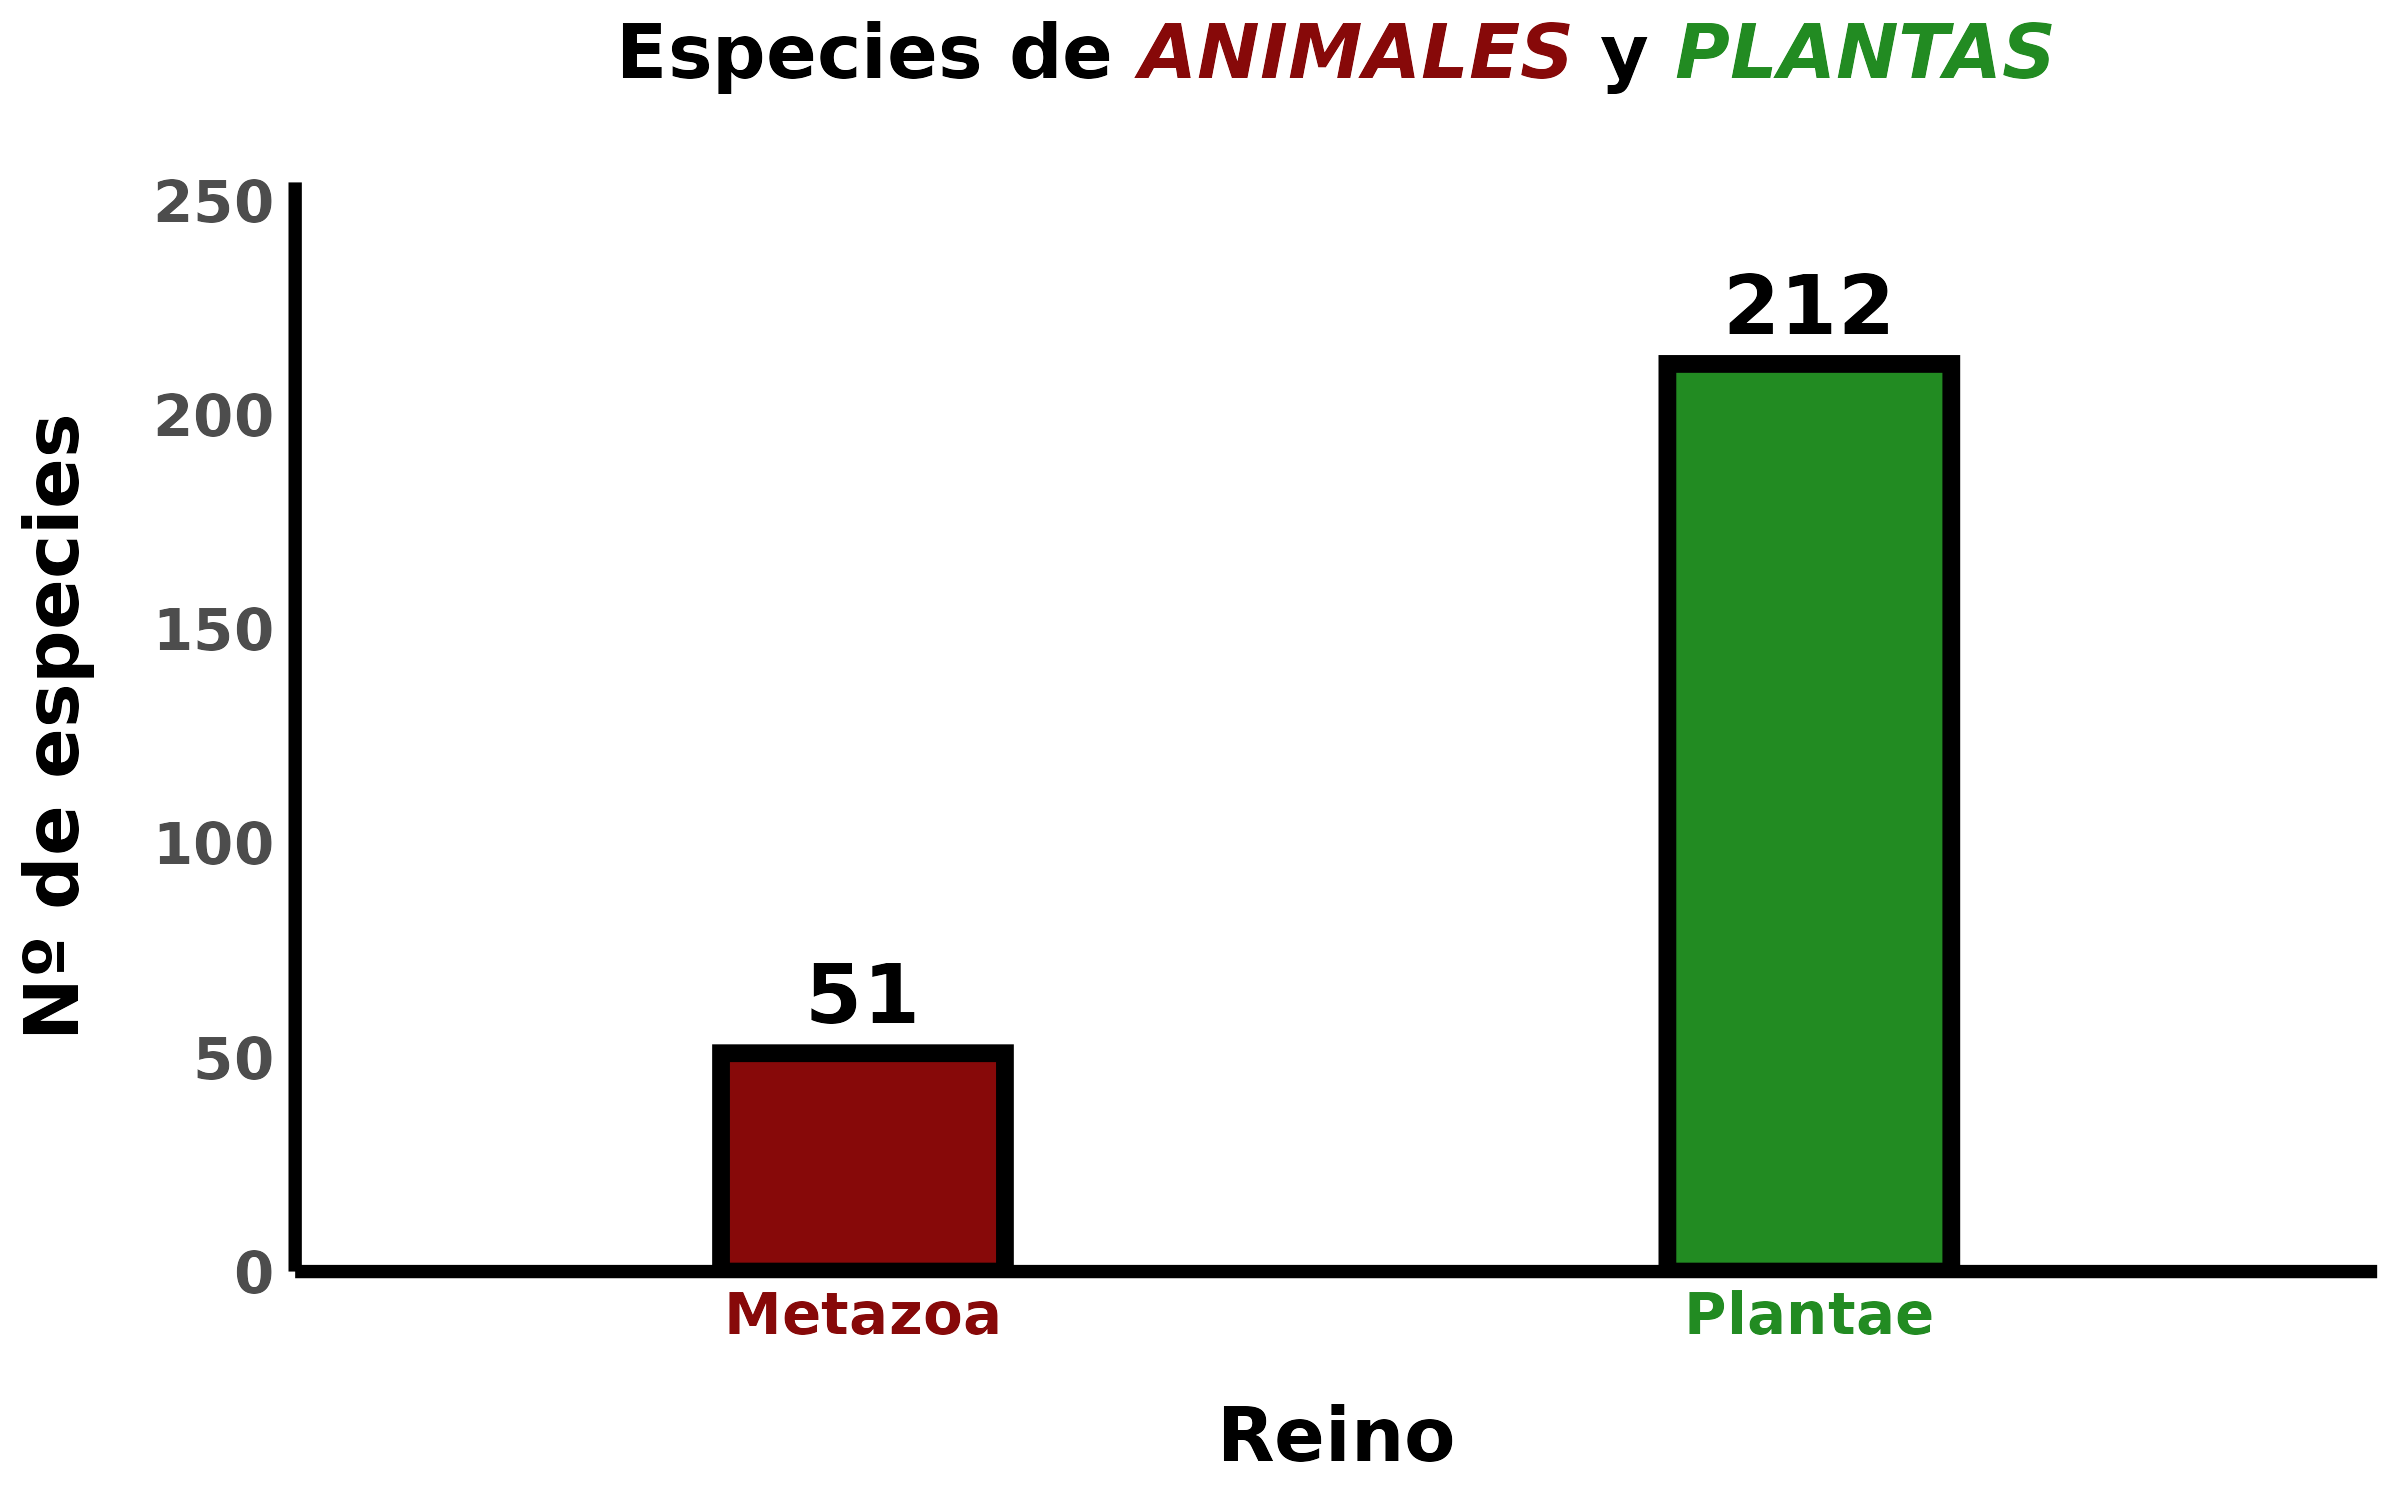 Especies de ANIMALES y PLANTAS
Nº de especies
250
200
150
100
50
0
212
51
Metazoa
Plantae
Reino